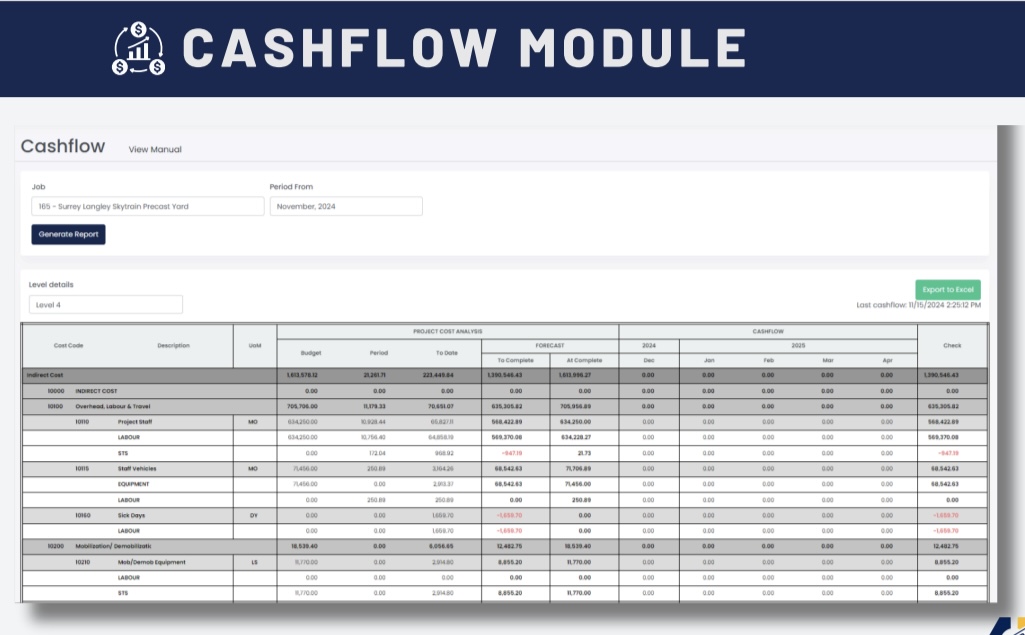 CASHFLOW MODULE
Cashflow View Manual
Job Period From
165 - Surrey Langley Skytrain Precast Yard November, 2024
Generate Report
Level details
Export to Excel
Level 4
Last cashflow: 11/15/2024 2:25:12 PM
PROJECT COST ANALYSIS CASHFLOW
Cost Code Description UoM Budget Period To Date FORECAST 2024 2025 Check
To Complete At Complete Dec Jan Feb Mar Apr
Indirect Cost 1,613,578.12 21,261.71 223,449.84 1,390,546.43 1,613,996.27 0.00 0.00 0.00 0.00 0.00 1,390,546.43
10000 INDIRECT COST 0.00 0.00 0.00 0.00 0.00 0.00 0.00 0.00 0.00 0.00 0.00
10100 Overhead, Labour & Travel 705,706.00 11,179.33 70,651.07 635,305.82 705,956.89 0.00 0.00 0.00 0.00 0.00 635,305.82
10110 Project Staff MO 634,250.00 10,928.44 65,827.11 568,422.89 634,250.00 0.00 0.00 0.00 0.00 0.00 568,422.89
LABOUR 634,250.00 10,756.40 64,858.19 569,370.08 634,228.27 0.00 0.00 0.00 0.00 0.00 569,370.08
STS 0.00 172.04 968.92 -947.19 21.73 0.00 0.00 0.00 0.00 0.00 -947.19
10115 Staff Vehicles MO 71,456.00 250.89 3,164.26 68,542.63 71,706.89 0.00 0.00 0.00 0.00 0.00 68,542.63
EQUIPMENT 71,456.00 0.00 2,913.37 68,542.63 71,456.00 0.00 0.00 0.00 0.00 0.00 68,542.63
LABOUR 0.00 250.89 250.89 0.00 250.89 0.00 0.00 0.00 0.00 0.00 0.00
10160 Sick Days DY 0.00 0.00 1,659.70 -1,659.70 0.00 0.00 0.00 0.00 0.00 0.00 -1,659.70
LABOUR 0.00 0.00 1,659.70 -1,659.70 0.00 0.00 0.00 0.00 0.00 0.00 -1,659.70
10200 Mobilization/ Demobilizatic 18,539.40 0.00 6,056.65 12,482.75 18,539.40 0.00 0.00 0.00 0.00 0.00 12,482.75
10210 Mob/Demob Equipment LS 11,770.00 0.00 2,914.80 8,855.20 11,770.00 0.00 0.00 0.00 0.00 0.00 8,855.20
LABOUR 0.00 0.00 0.00 0.00 0.00 0.00 0.00 0.00 0.00 0.00 0.00
STS 11,770.00 0.00 2,914.80 8,855.20 11,770.00 0.00 0.00 0.00 0.00 0.00 8,855.20